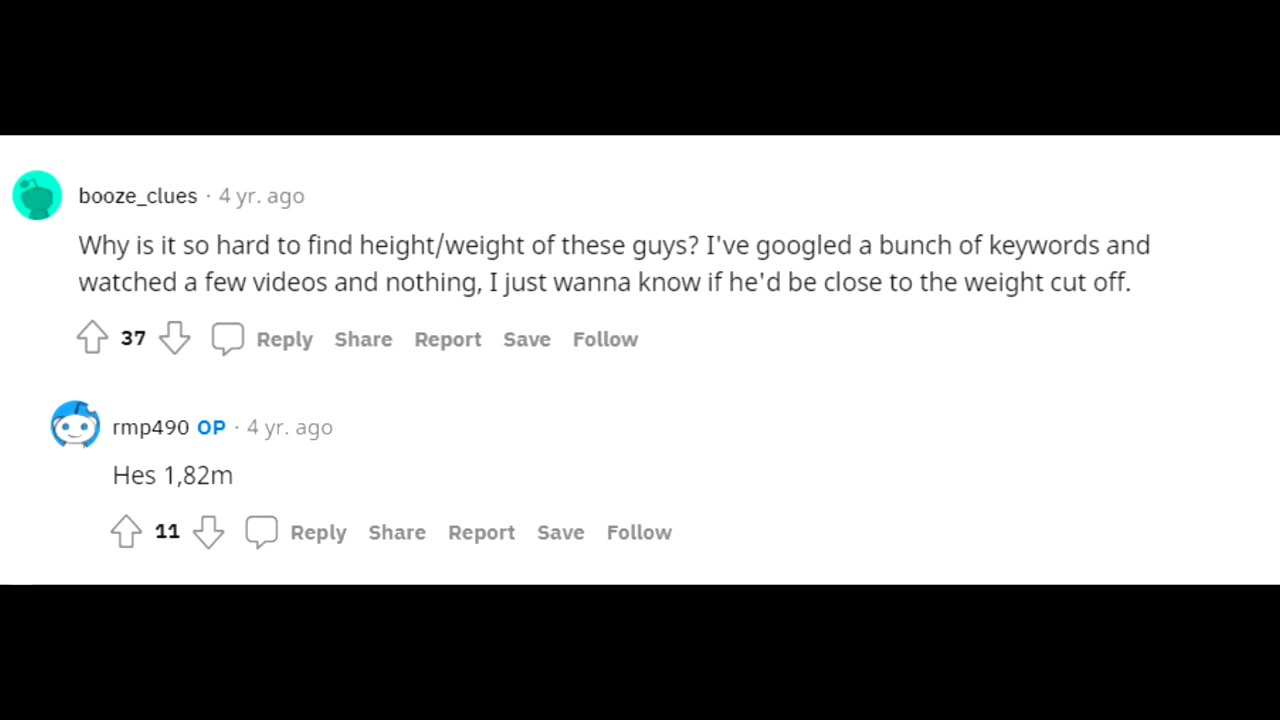 booze_clues · 4 yr. ago
Why is it so hard to find height/weight of these guys? I've googled a bunch of keywords and
watched a few videos and nothing, I just wanna know if he'd be close to the weight cut off.
37 Reply Share Report Save Follow
rmp490 OP · 4 yr. ago
Hes 1,82m
11 Reply Share Report Save Follow